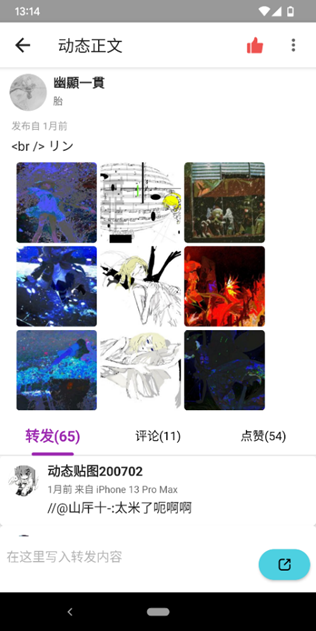 13:14
动态正文
幽顯一貫
胎
发布自 1月前
<br /> リン
转发(65)
评论(11)
点赞(54)
动态贴图200702
1月前 来自 iPhone 13 Pro Max
//@山厈十-:太米了呃啊啊
在这里写入转发内容